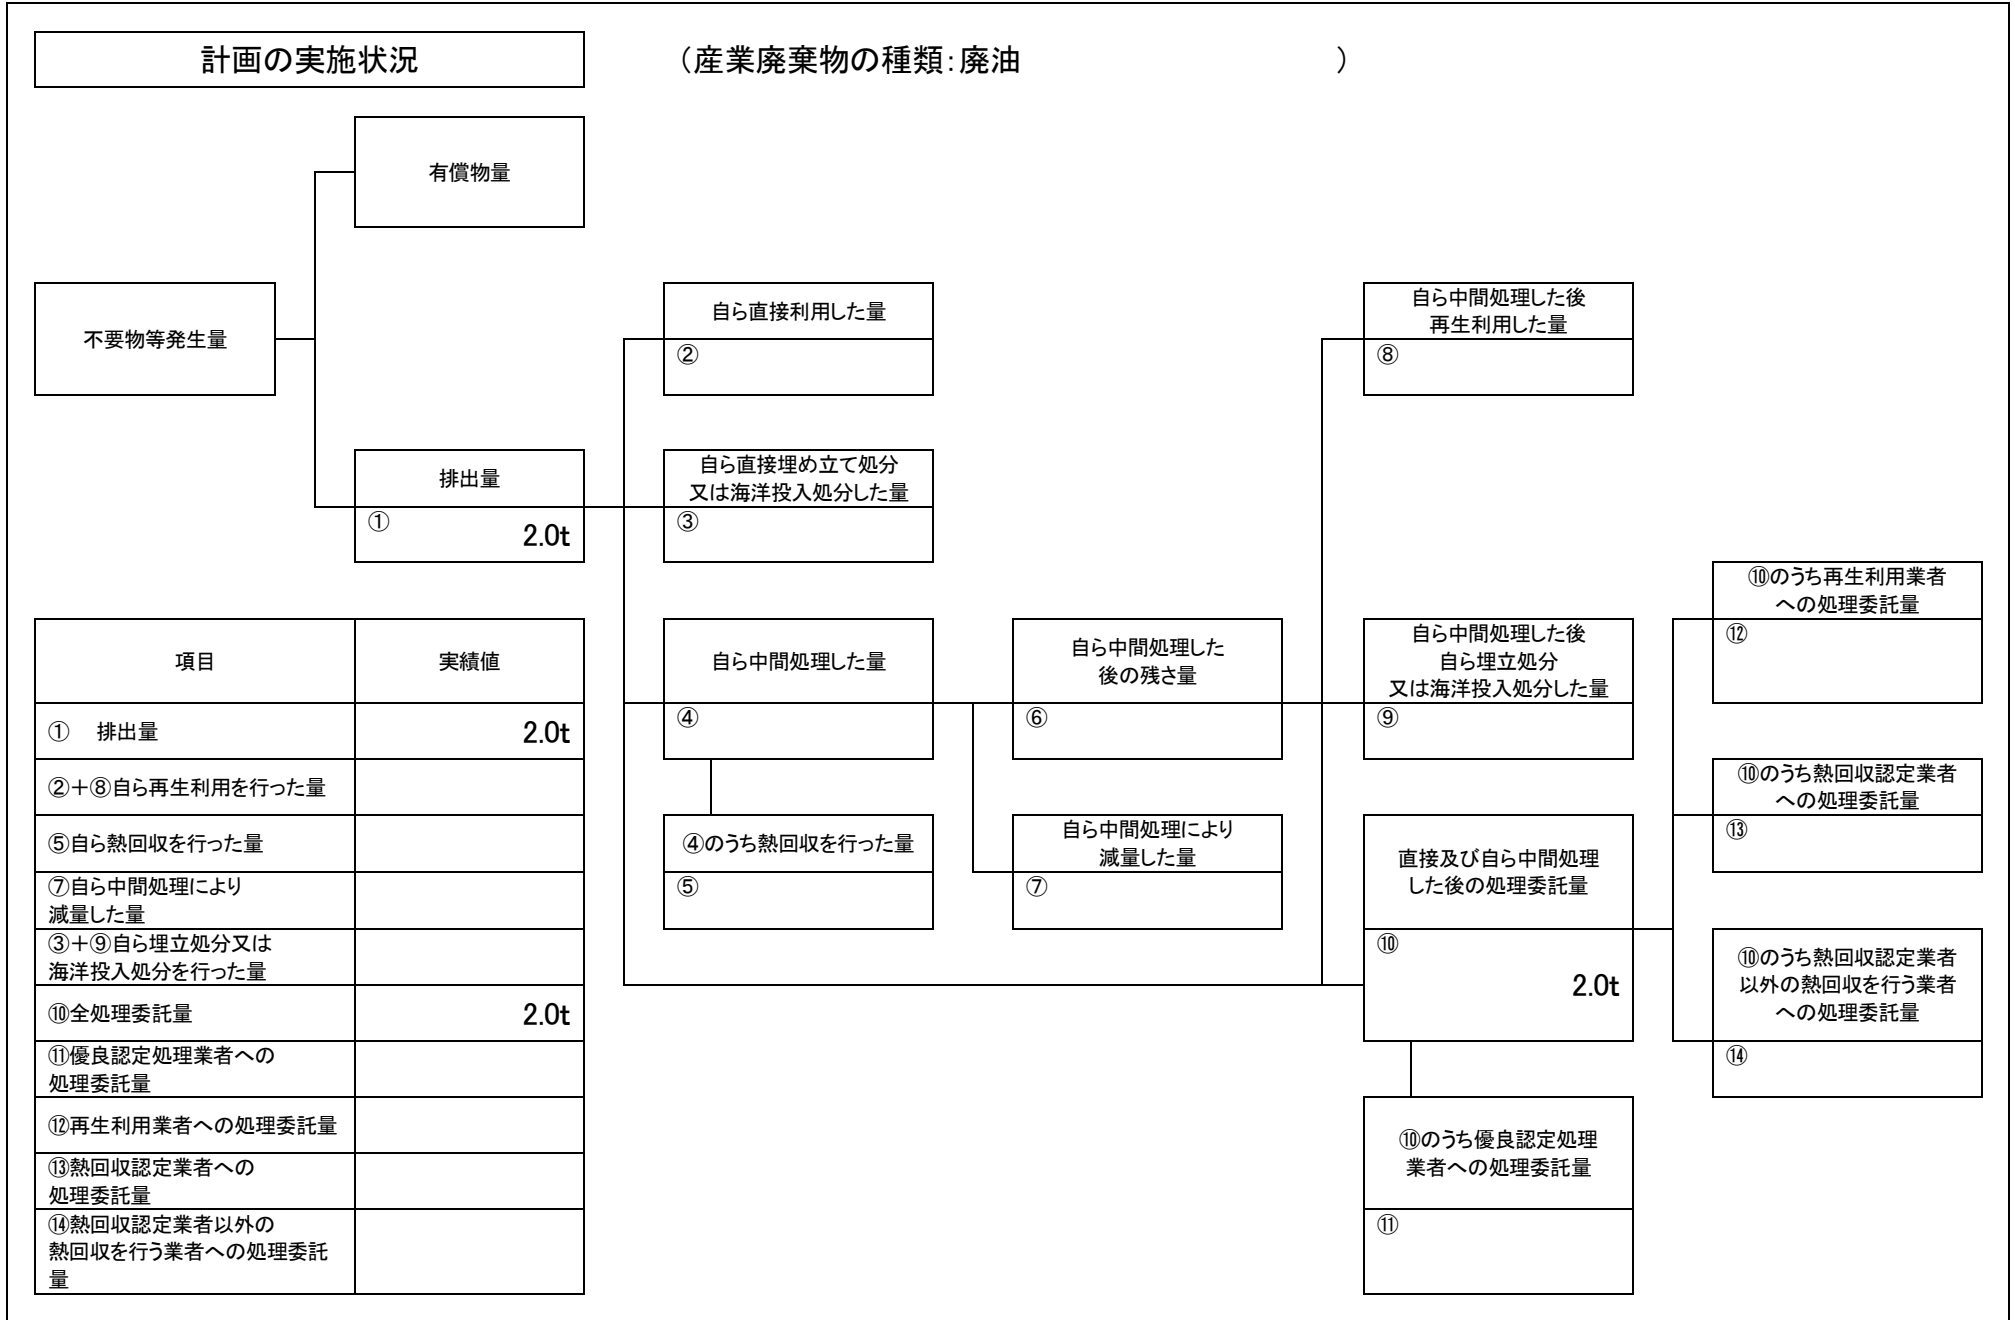 計画の実施状況
（産業廃棄物の種類：廃油　　　　　　　　　　）
有償物量
不要物等発生量
自ら直接利用した量
②
自ら中間処理した後
再生利用した量
⑧
排出量
①
2.0t
自ら直接埋め立て処分
又は海洋投入処分した量
③
⑩のうち再生利用業者
への処理委託量
⑫
項目
実績値
① 排出量
2.0t
②＋⑧自ら再生利用を行った量
⑤自ら熱回収を行った量
⑦自ら中間処理により
減量した量
③＋⑨自ら埋立処分又は
海洋投入処分を行った量
⑩全処理委託量
2.0t
⑪優良認定処理業者への
処理委託量
⑫再生利用業者への処理委託量
⑬熱回収認定業者への
処理委託量
⑭熱回収認定業者以外の
熱回収を行う業者への処理委託
量
自ら中間処理した量
④
自ら中間処理した
後の残さ量
⑥
自ら中間処理した後
自ら埋立処分
又は海洋投入処分した量
⑨
⑩のうち熱回収認定業者
への処理委託量
⑬
④のうち熱回収を行った量
⑤
自ら中間処理により
減量した量
⑦
直接及び自ら中間処理
した後の処理委託量
⑩
2.0t
⑩のうち熱回収認定業者
以外の熱回収を行う業者
への処理委託量
⑭
⑩のうち優良認定処理
業者への処理委託量
⑪